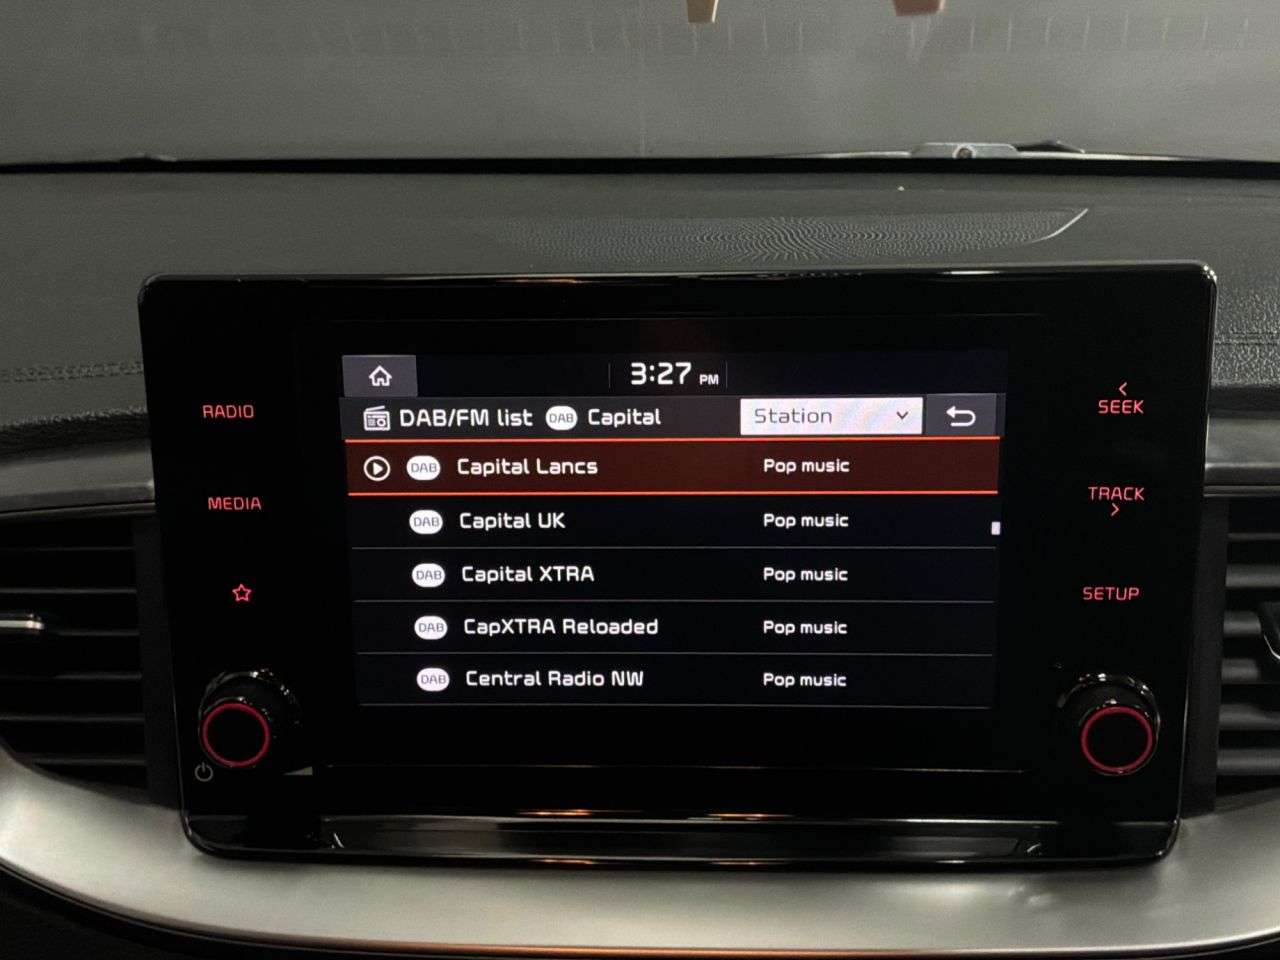 3:27 PM
RADIO
SEEK
DAB/FM list DAB Capital Station
DAB Capital Lancs Pop music
MEDIA
TRACK
DAB Capital UK Pop music
DAB Capital XTRA Pop music
SETUP
DAB CapXTRA Reloaded Pop music
DAB Central Radio NW Pop music